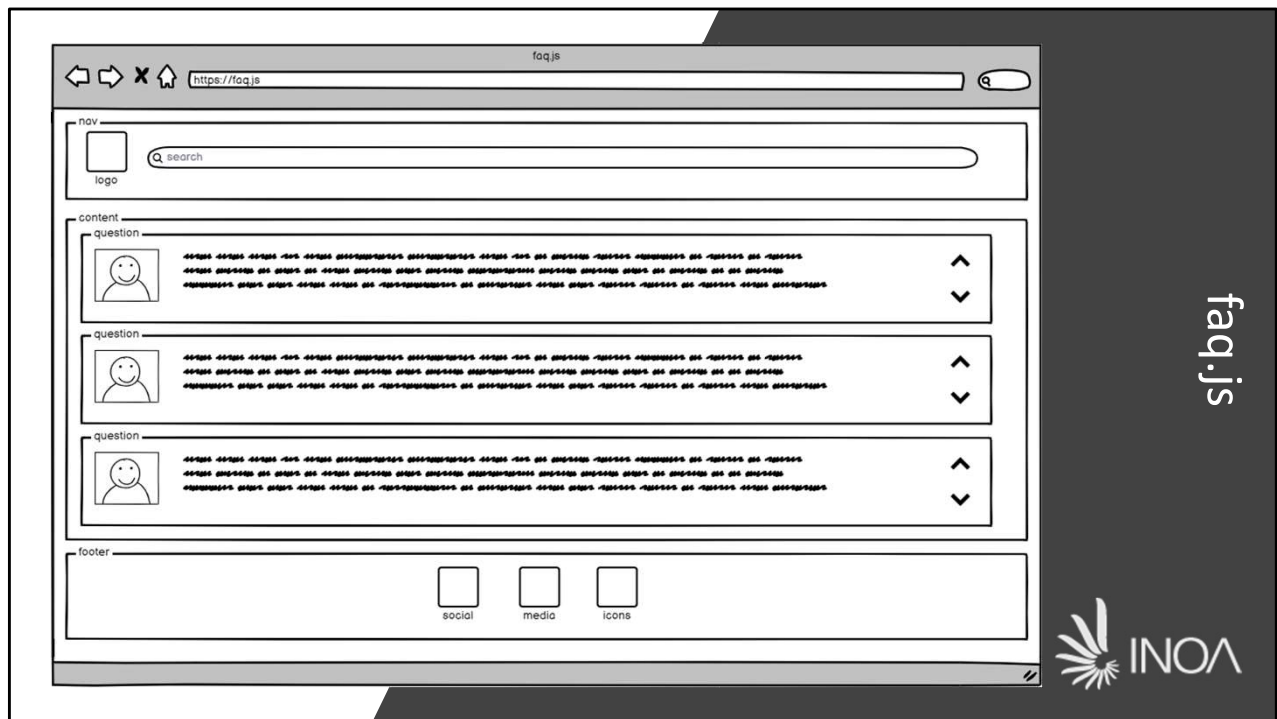 faq.js
https://faq.js
nav
search
logo
content
question
question
question
footer
social media icons
faq.js
INOA